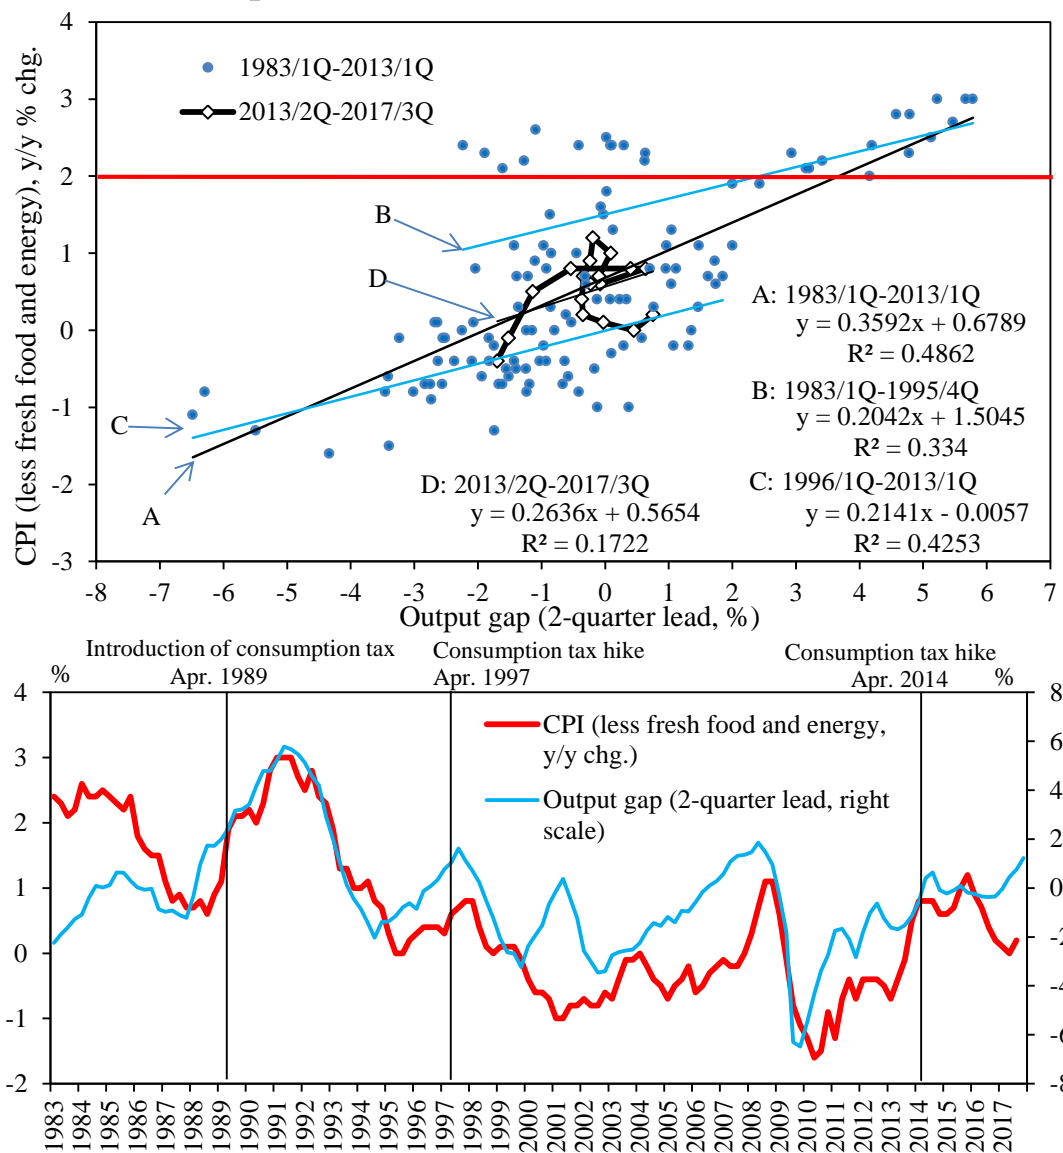 CPI (less fresh food and energy), y/y % chg.
4
3
2
1
0
-1
-2
-3
1983/1Q-2013/1Q
2013/2Q-2017/3Q
B
D
C
A
A: 1983/1Q-2013/1Q
y = 0.3592x + 0.6789
R² = 0.4862
B: 1983/1Q-1995/4Q
y = 0.2042x + 1.5045
R² = 0.334
D: 2013/2Q-2017/3Q
y = 0.2636x + 0.5654
R² = 0.1722
C: 1996/1Q-2013/1Q
y = 0.2141x - 0.0057
R² = 0.4253
-8 -7 -6 -5 -4 -3 -2 -1 0 1 2 3 4 5 6 7
Output gap (2-quarter lead, %)
Introduction of consumption tax
Apr. 1989
Consumption tax hike
Apr. 1997
Consumption tax hike
Apr. 2014
%
%
4
3
2
1
0
-1
-2
CPI (less fresh food and energy,
y/y chg.)
Output gap (2-quarter lead, right
scale)
8
6
4
2
0
-2
-4
-6
-8
1983 1984 1985 1986 1987 1988 1989 1990 1991 1992 1993 1994 1995 1996 1997 1998 1999 2000 2001 2002 2003 2004 2005 2006 2007 2008 2009 2010 2011 2012 2013 2014 2015 2016 2017